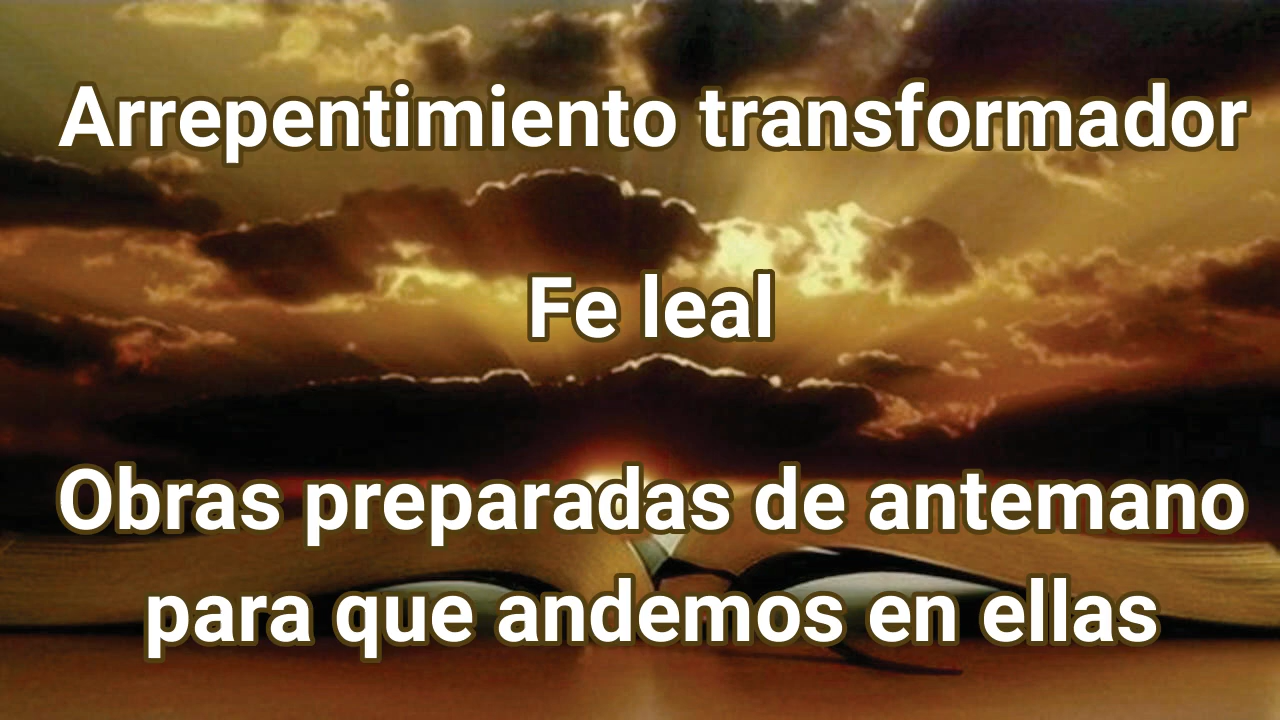 Arrepentimiento transformador
Fe leal
Obras preparadas de antemano
para que andemos en ellas